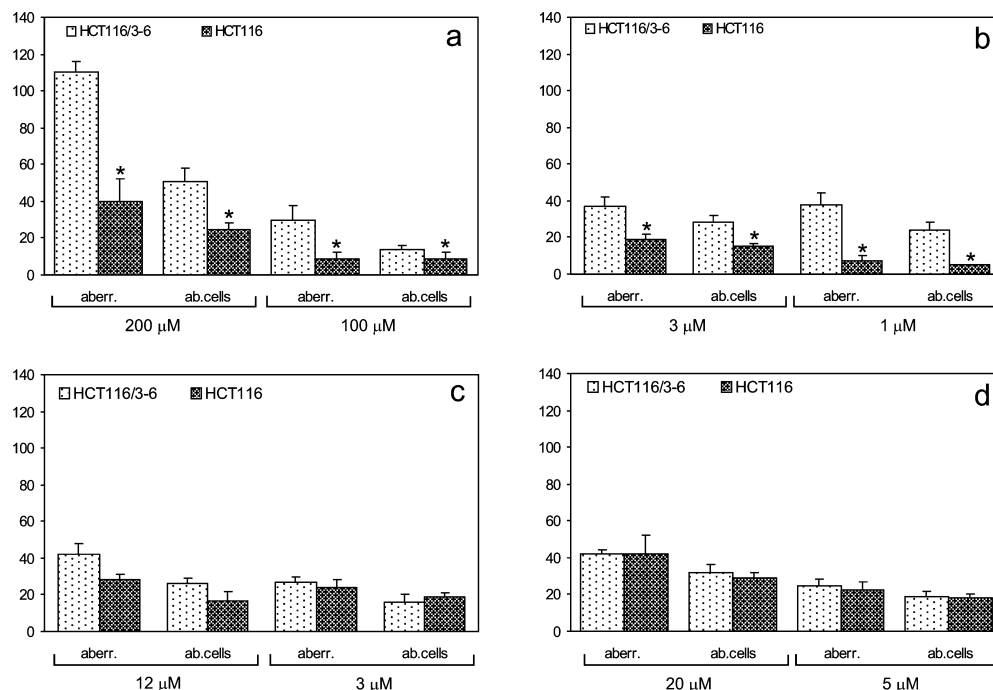 140
120
100
80
60
40
20
0
HCT116/3-6 HCT116
a
* * * *
aberr. ab.cells aberr. ab.cells
200 μM 100 μM
140
120
100
80
60
40
20
0
HCT116/3-6 HCT116
b
* * * *
aberr. ab.cells aberr. ab.cells
3 μM 1 μM
140
120
100
80
60
40
20
0
HCT116/3-6 HCT116
c
aberr. ab.cells aberr. ab.cells
12 μM 3 μM
140
120
100
80
60
40
20
0
HCT116/3-6 HCT116
d
aberr. ab.cells aberr. ab.cells
20 μM 5 μM